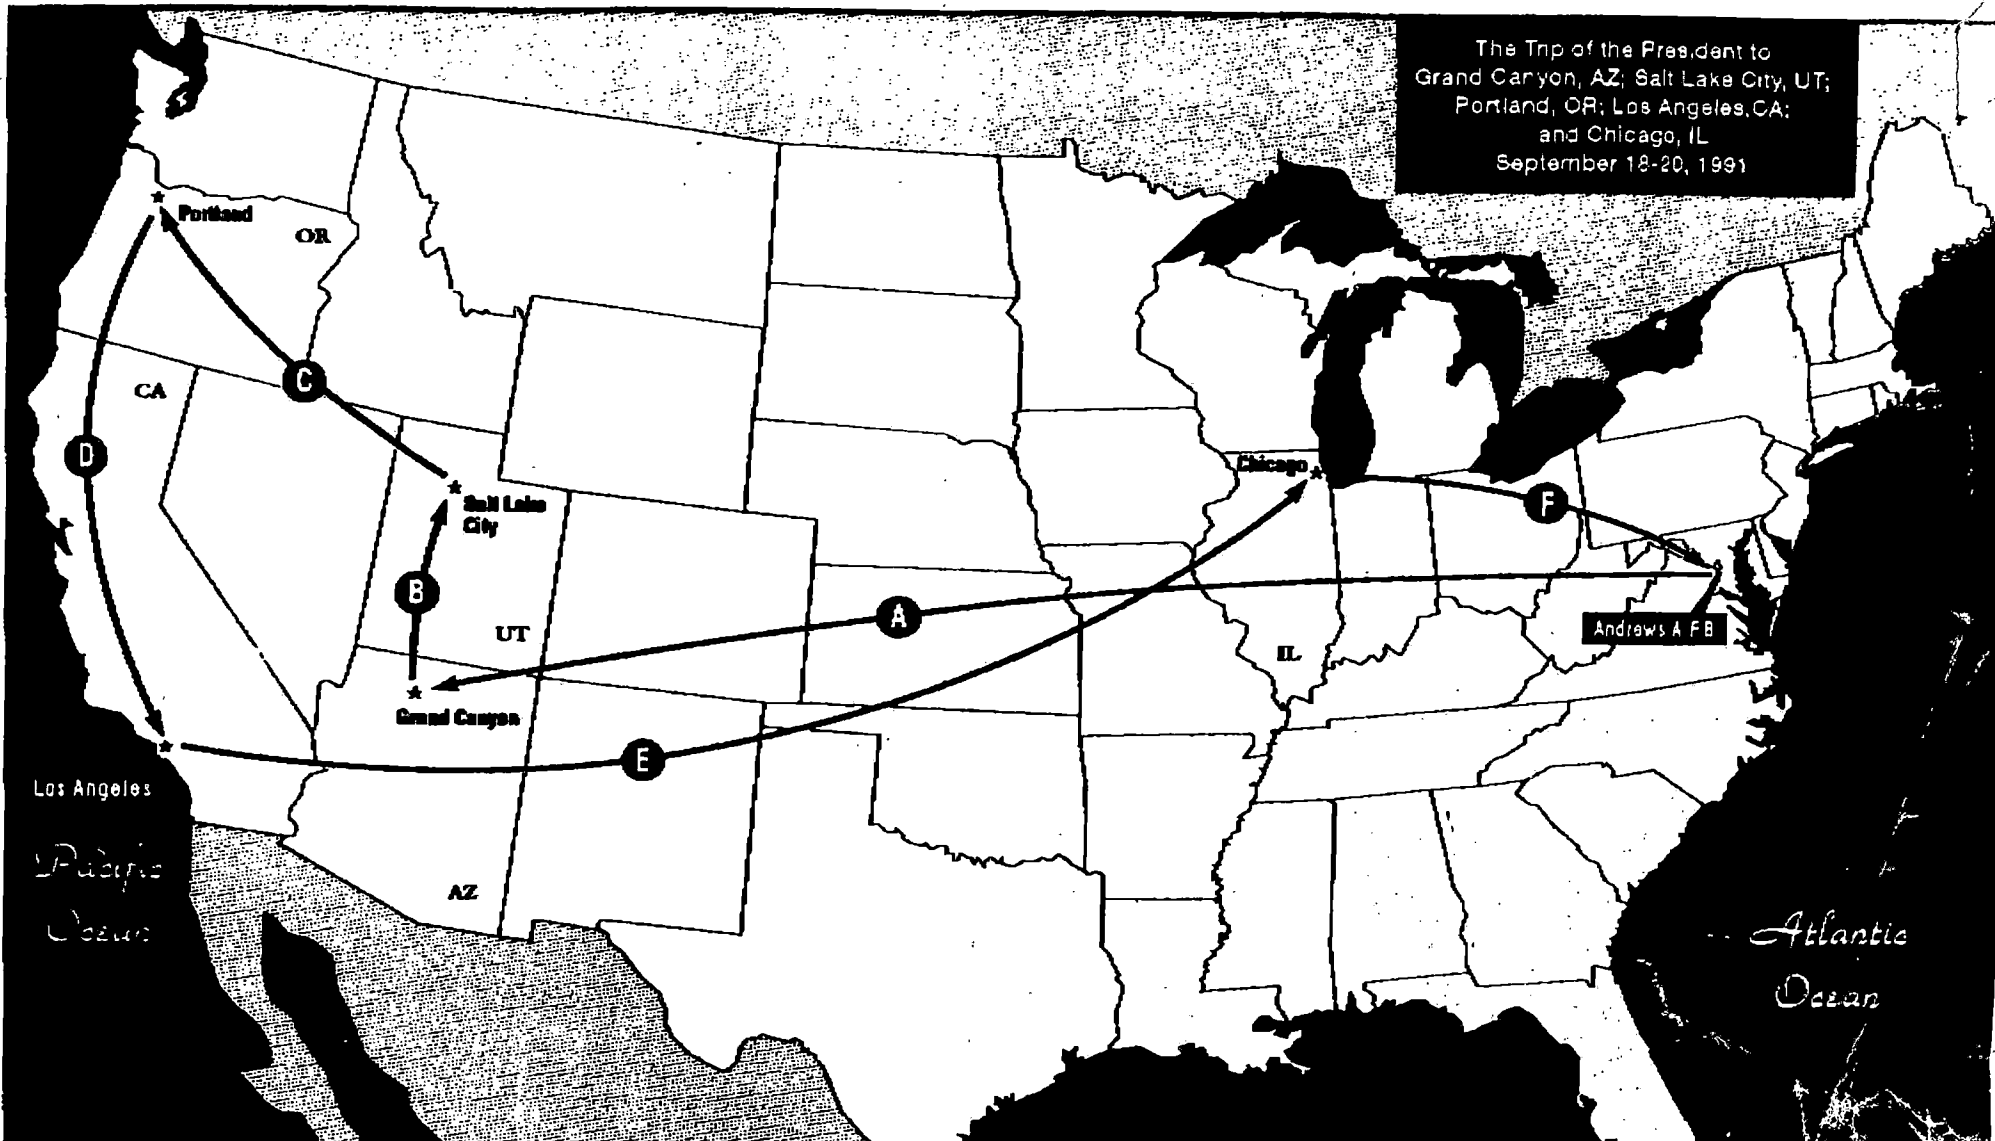 The Trip of the President to
Grand Canyon, AZ; Salt Lake City, UT;
Portland, OR; Los Angeles, CA;
and Chicago, IL
September 18-20, 1991
Portland
OR
C
CA
D
Chicago
Salt Lake
City
F
B
A
UT
Andrews A F B
IL
Grand Canyon
E
Los Angeles
Pacific
Ocean
AZ
Atlantic
Ocean